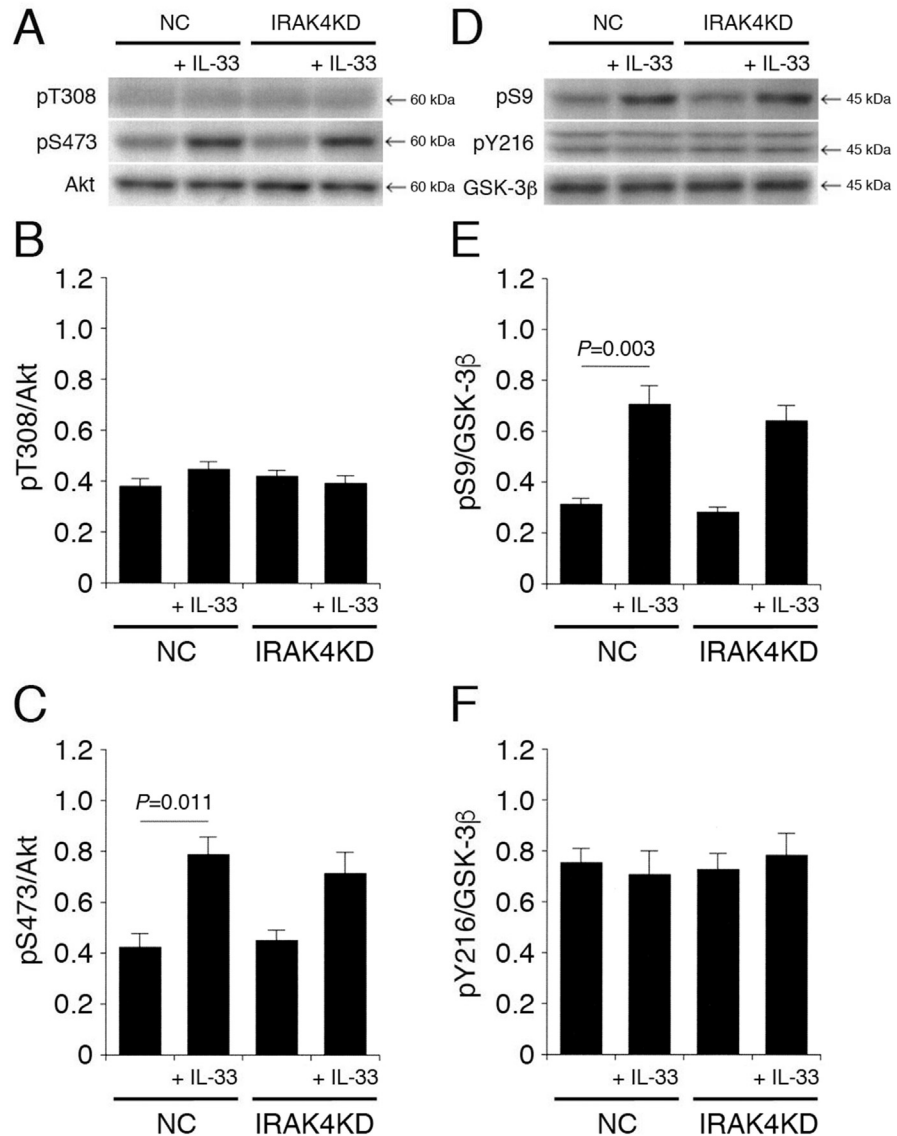 A
NC IRAK4KD
+ IL-33 + IL-33
pT308 ← 60 kDa
pS473 ← 60 kDa
Akt ← 60 kDa
D
NC IRAK4KD
+ IL-33 + IL-33
pS9 ← 45 kDa
pY216 ← 45 kDa
GSK-3β ← 45 kDa
B
pT308/Akt
1.2
1.0
0.8
0.6
0.4
0.2
0
+ IL-33 + IL-33
NC IRAK4KD
E
pS9/GSK-3β
1.2
1.0
0.8
0.6
0.4
0.2
0
P=0.003
+ IL-33 + IL-33
NC IRAK4KD
C
pS473/Akt
1.2
1.0
0.8
0.6
0.4
0.2
0
P=0.011
+ IL-33 + IL-33
NC IRAK4KD
F
pY216/GSK-3β
1.2
1.0
0.8
0.6
0.4
0.2
0
+ IL-33 + IL-33
NC IRAK4KD